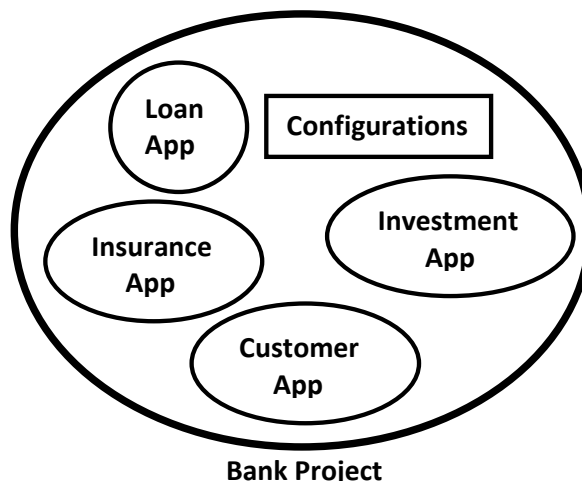 Loan
App
Configurations
Investment
App
Insurance
App
Customer
App
Bank Project